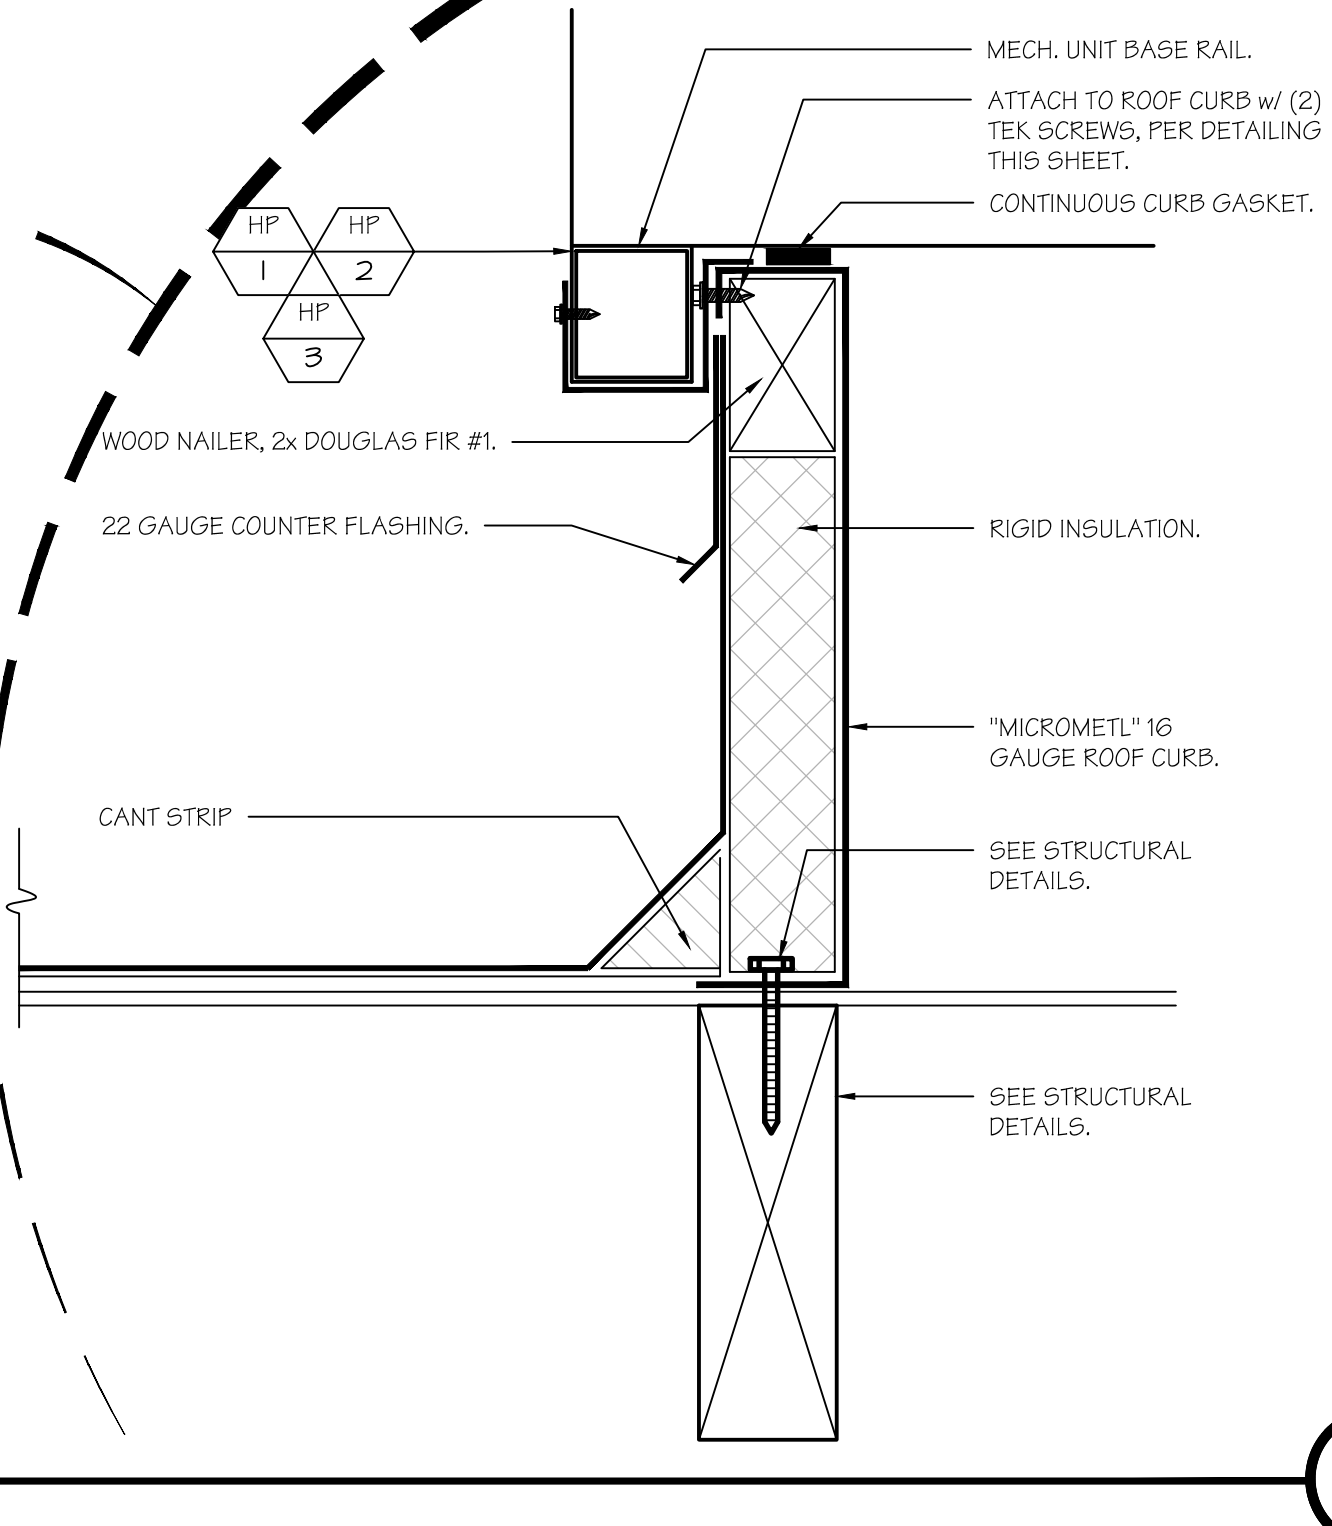 MECH. UNIT BASE RAIL.
ATTACH TO ROOF CURB w/ (2)
TEK SCREWS, PER DETAILING
THIS SHEET.
CONTINUOUS CURB GASKET.
HP
1
HP
2
HP
3
WOOD NAILER, 2x DOUGLAS FIR #1.
22 GAUGE COUNTER FLASHING.
RIGID INSULATION.
"MICROMETL" 16
GAUGE ROOF CURB.
CANT STRIP
SEE STRUCTURAL
DETAILS.
SEE STRUCTURAL
DETAILS.